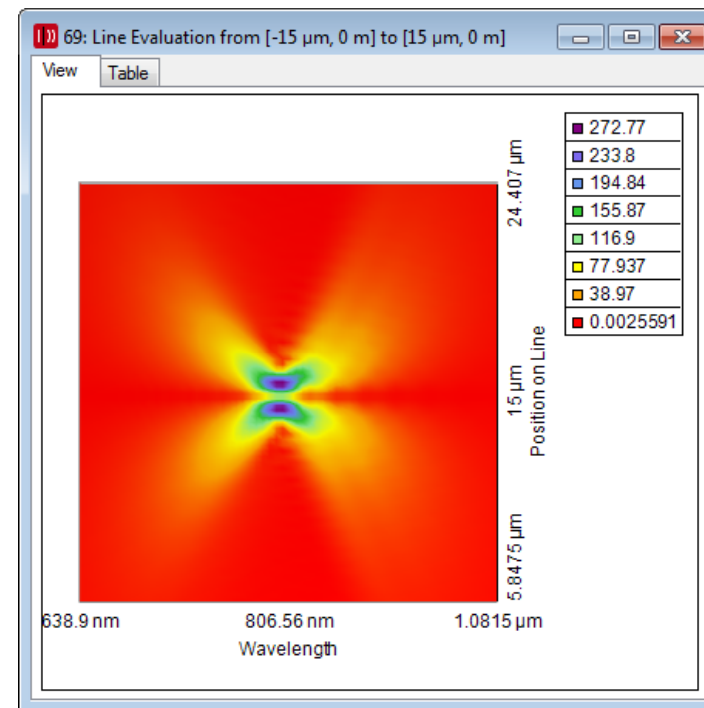 69: Line Evaluation from [-15 µm, 0 m] to [15 µm, 0 m]
View
Table
272.77
233.8
194.84
155.87
116.9
77.937
38.97
0.0025591
24.407 µm
15 µm
5.8475 µm
Position on Line
638.9 nm
806.56 nm
1.0815 µm
Wavelength